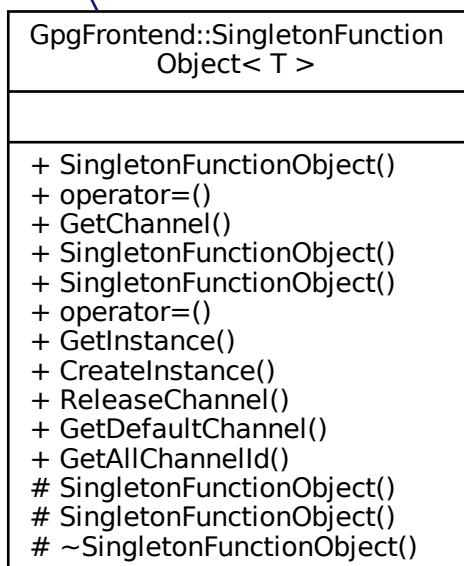 GpgFrontend::SingletonFunction
Object< T >
+ SingletonFunctionObject()
+ operator=()
+ GetChannel()
+ SingletonFunctionObject()
+ SingletonFunctionObject()
+ operator=()
+ GetInstance()
+ CreateInstance()
+ ReleaseChannel()
+ GetDefaultChannel()
+ GetAllChannelId()
# SingletonFunctionObject()
# SingletonFunctionObject()
# ~SingletonFunctionObject()